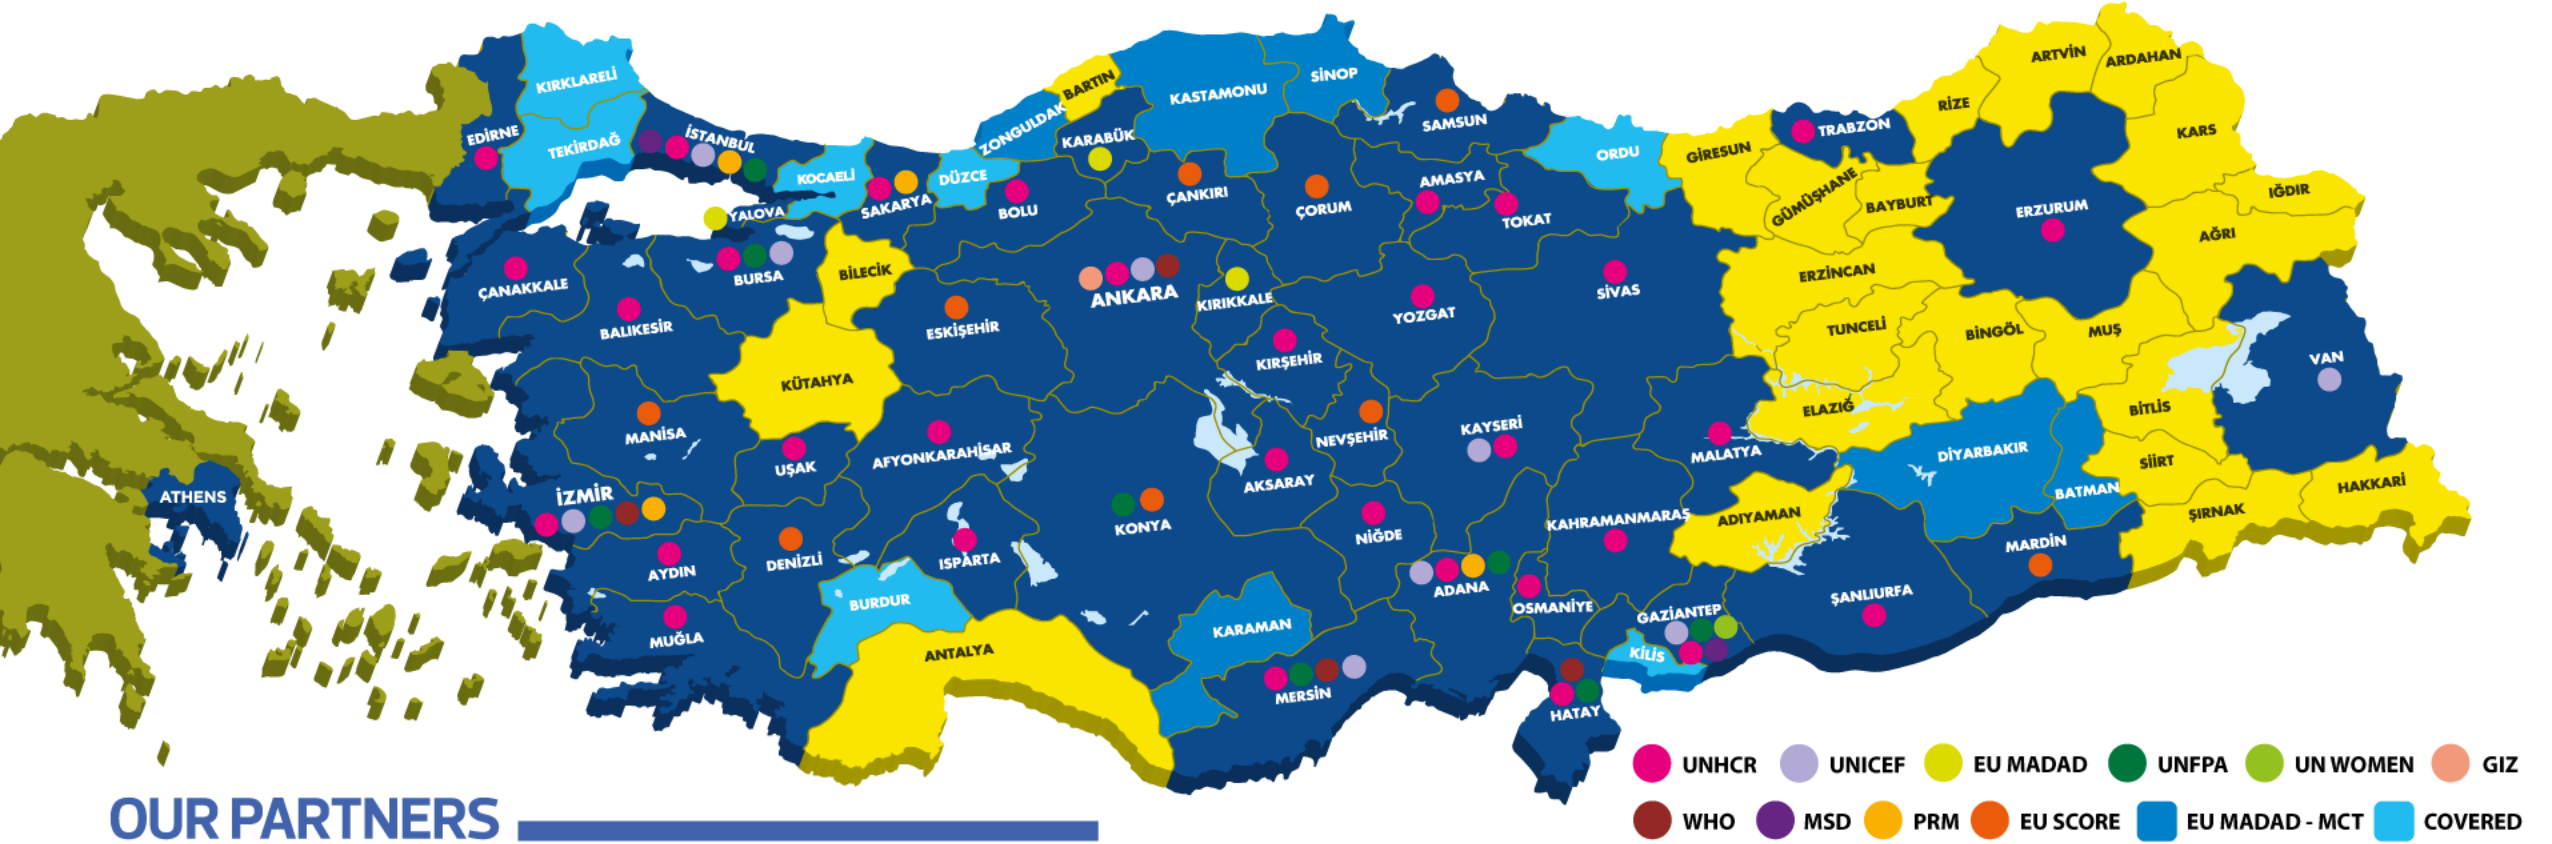 ARTVİN
ARDAHAN
KIRKLARELİ
BARTIN
SİNOP
KASTAMONU
RİZE
EDİRNE
İSTANBUL
ZONGULDAK
SAMSUN
TRABZON
KARS
TEKİRDAĞ
KARABÜK
ORDU
GİRESUN
KOCAELİ
DÜZCE
AMASYA
GÜMÜŞHANE
BAYBURT
IĞDIR
SAKARYA
ÇANKIRI
ÇORUM
TOKAT
ERZURUM
YALOVA
BOLU
AĞRI
ÇANAKKALE
BURSA
BİLECİK
ANKARA
KIRIKKALE
SİVAS
ERZİNCAN
BALIKESİR
ESKİŞEHİR
YOZGAT
TUNCELİ
BİNGÖL
MUŞ
KIRŞEHİR
VAN
KÜTAHYA
ELAZIĞ
BİTLİS
MANİSA
NEVŞEHİR
KAYSERİ
UŞAK
AFYONKARAHİSAR
MALATYA
DİYARBAKIR
SİİRT
AKSARAY
BATMAN
HAKKARİ
ATHENS
İZMİR
KONYA
KAHRAMANMARAŞ
ADIYAMAN
ŞIRNAK
NİĞDE
MARDİN
AYDIN
DENİZLİ
ISPARTA
ADANA
OSMANİYE
ŞANLIURFA
BURDUR
GAZİANTEP
MUĞLA
ANTALYA
KARAMAN
KİLİS
MERSİN
HATAY
UNHCR UNICEF EU MADAD UNFPA UN WOMEN GIZ
WHO MSD PRM EU SCORE EU MADAD - MCT COVERED
OUR PARTNERS